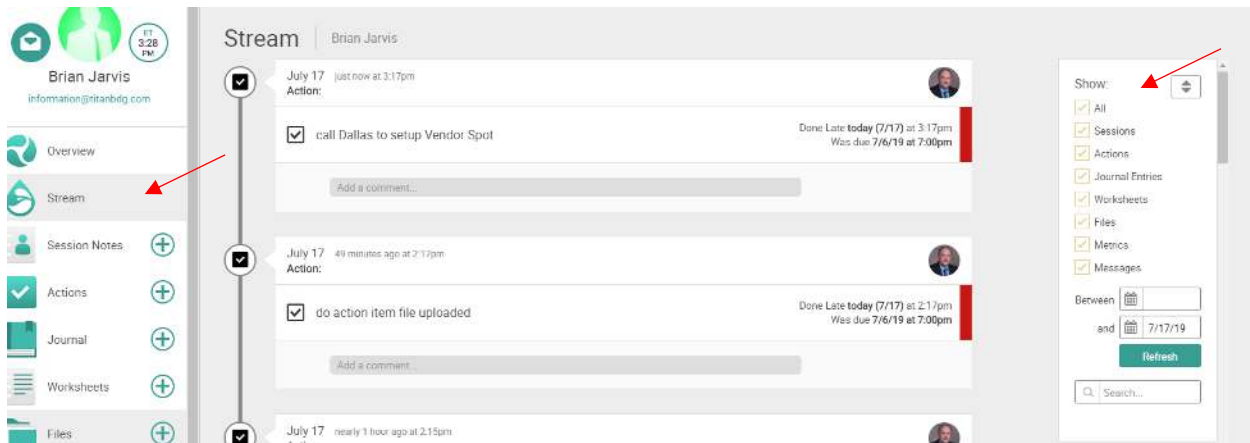 ET
3:28
PM
Brian Jarvis
information@titanbdg.com
Overview
Stream
Session Notes
Actions
Journal
Worksheets
Files
Stream Brian Jarvis
July 17 just now at 3:17pm
Action:
call Dallas to setup Vendor Spot
Done Late today (7/17) at 3:17pm
Was due 7/6/19 at 7:00pm
Add a comment...
July 17 49 minutes ago at 2:17pm
Action:
do action item file uploaded
Done Late today (7/17) at 2:17pm
Was due 7/6/19 at 7:00pm
Add a comment...
July 17 nearly 1 hour ago at 2:15pm
Show:
All
Sessions
Actions
Journal Entries
Worksheets
Files
Metrics
Messages
Between
and 7/17/19
Refresh
Search...